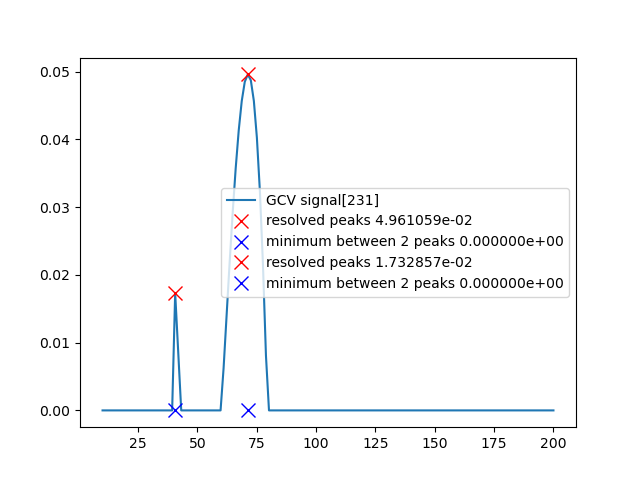 0.05
0.04
0.03
0.02
0.01
0.00
GCV signal[231]
resolved peaks 4.961059e-02
minimum between 2 peaks 0.000000e+00
resolved peaks 1.732857e-02
minimum between 2 peaks 0.000000e+00
25 50 75 100 125 150 175 200